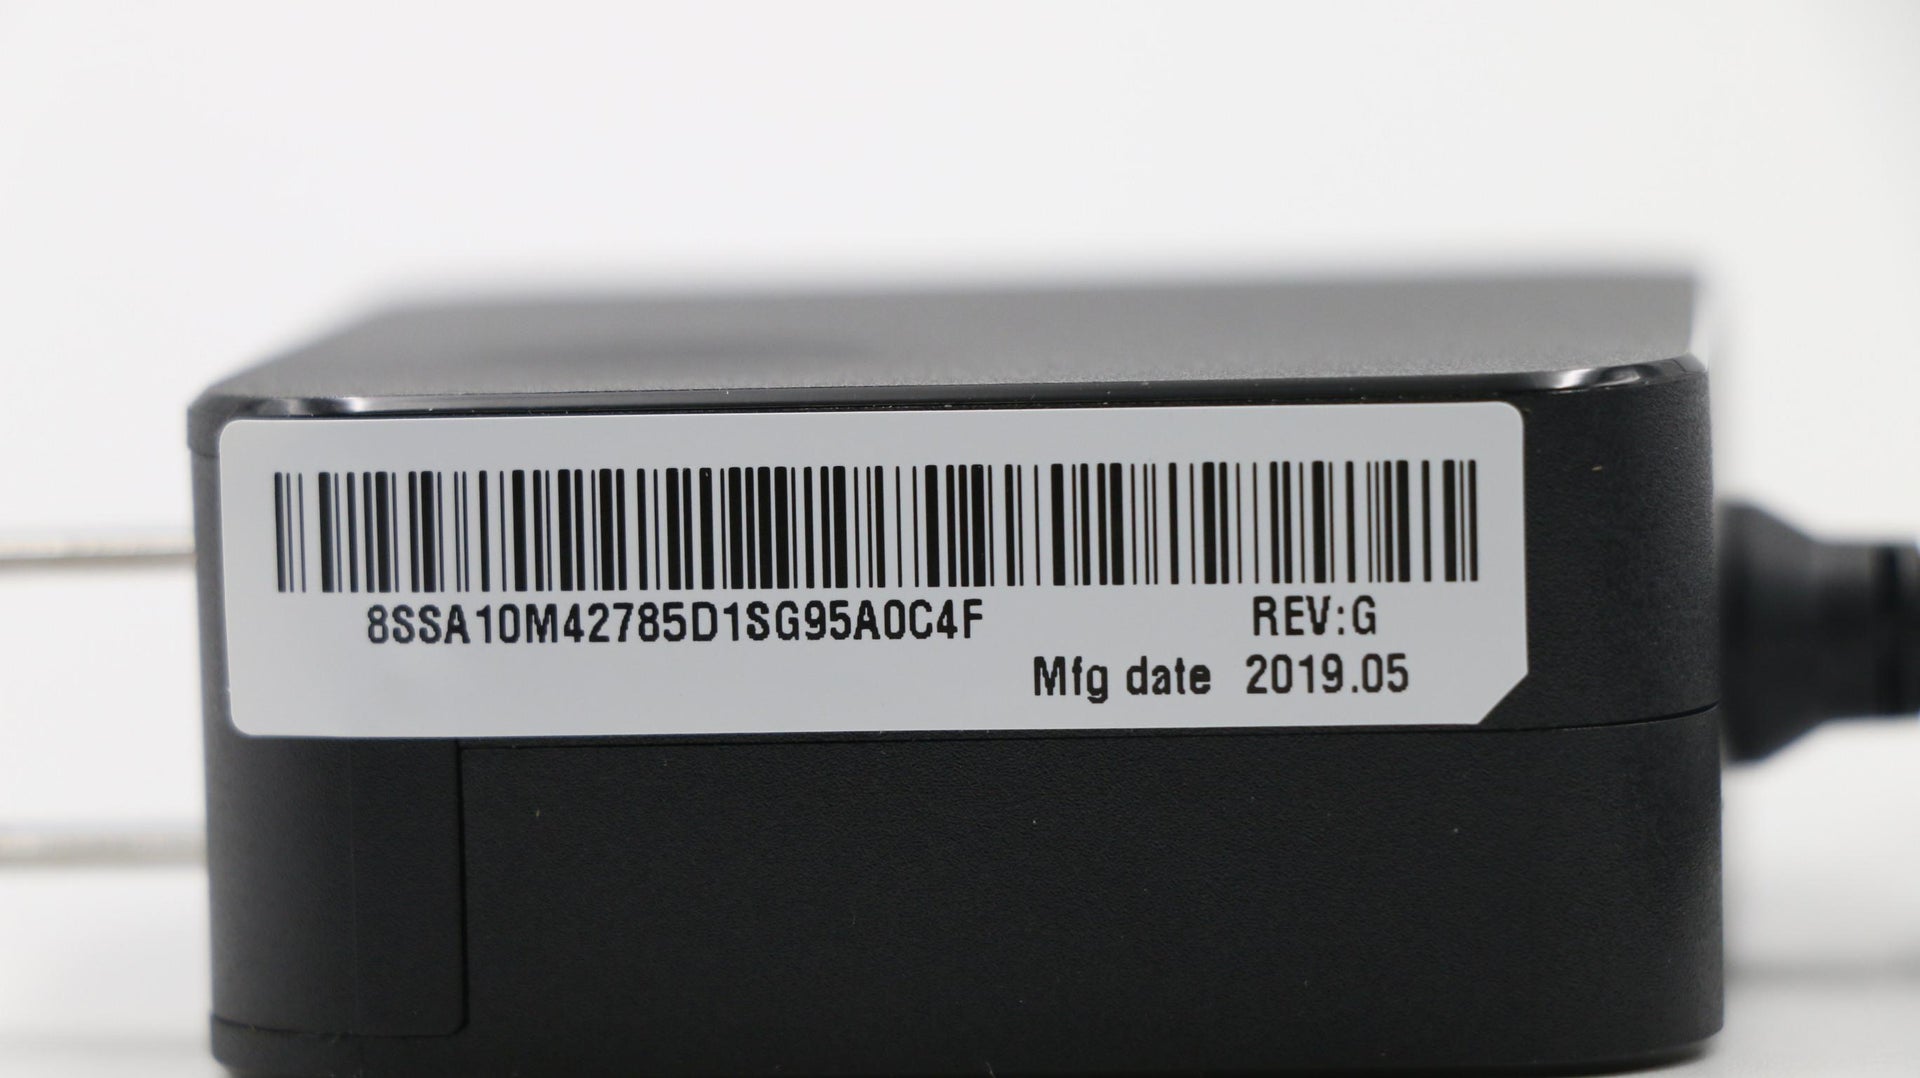 8SSA10M42785D1SG95A0C4F REV:G
Mfg date 2019.05